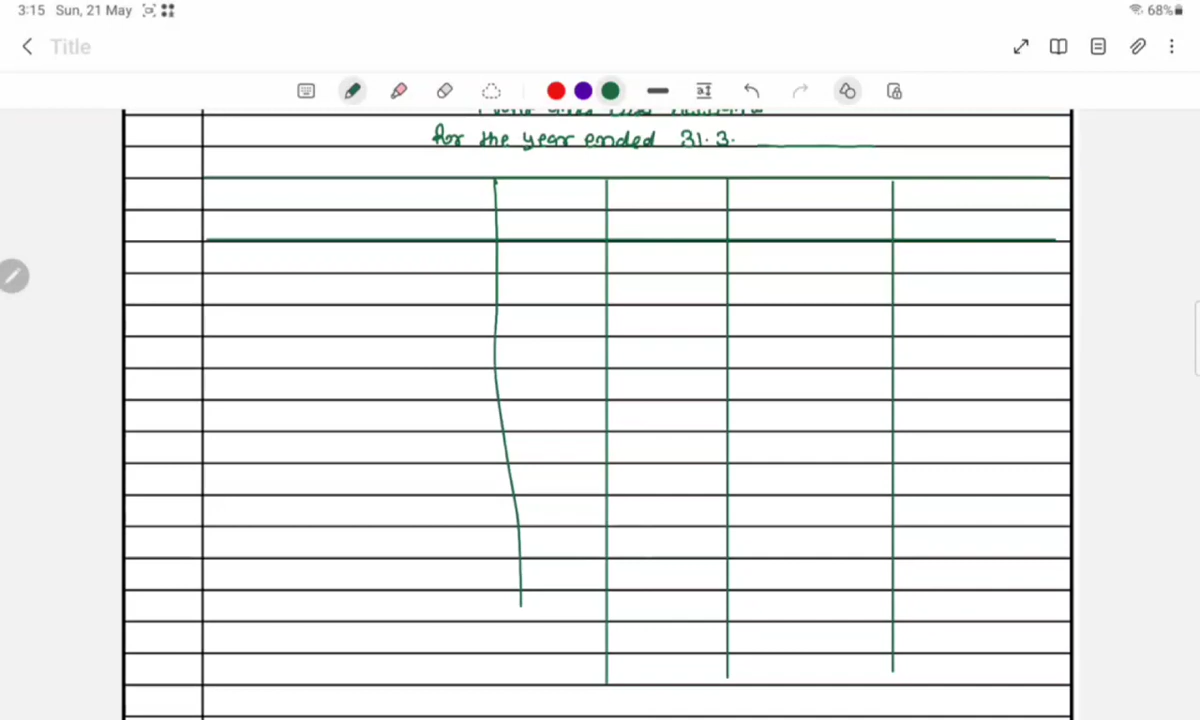 3:15 Sun, 21 May
68%
Title
for the year ended 31.3.